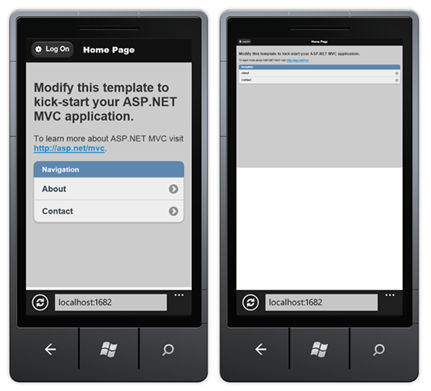 Log On
Home Page
Modify this template to
kick-start your ASP.NET
MVC application.
To learn more about ASP.NET MVC visit
http://asp.net/mvc.
Navigation
About
Contact
localhost:1682
Log On
Home Page
Modify this template to kick-start your ASP.NET MVC application.
To learn more about ASP.NET MVC visit http://asp.net/mvc.
Navigation
About
Contact
localhost:1682